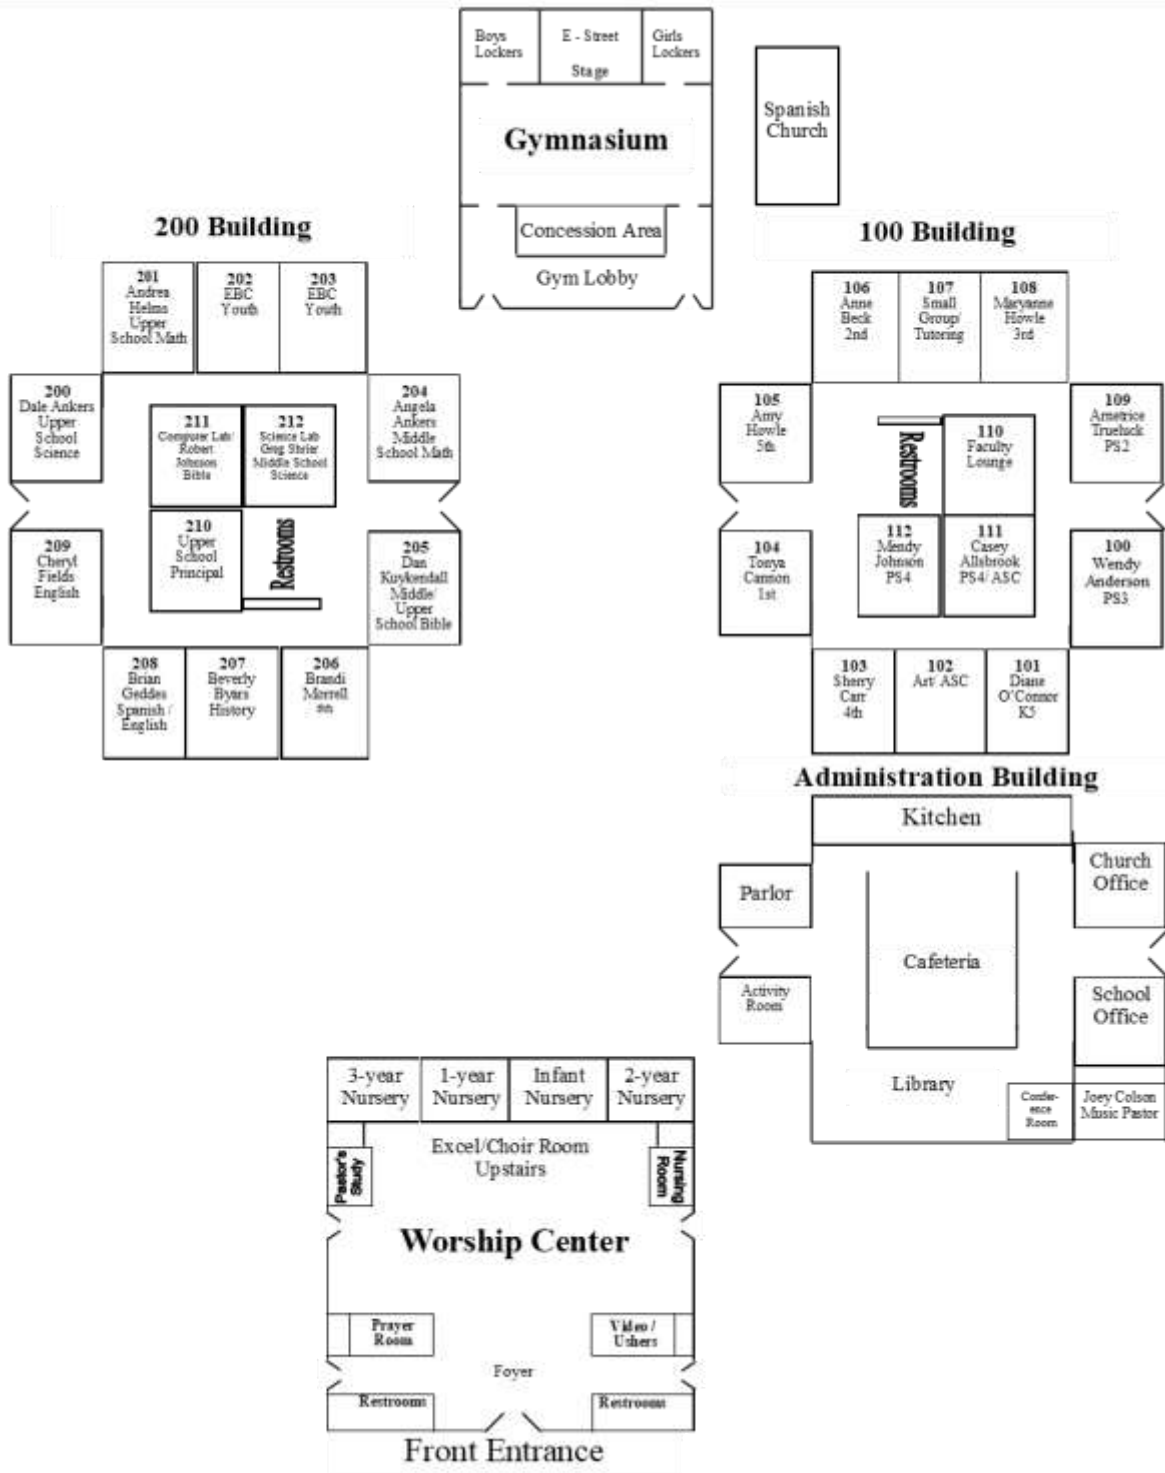 Boys
Lockers
E - Street
Stage
Girls
Lockers
Gymnasium
Concession Area
Gym Lobby
Spanish
Church
200 Building
201
Andrea
Helms
Upper
School Math
202
EBC
Youth
203
EBC
Youth
200
Dale Ankers
Upper
School
Science
211
Computer Lab/
Robert
Johnson
Bible
212
Science Lab
Greg Shrier
Middle School
Science
204
Angela
Ankers
Middle
School Math
209
Cheryl
Fields
English
210
Upper
School
Principal
Restrooms
205
Dan
Kuykendall
Middle/
Upper
School Bible
208
Brian
Geddes
Spanish /
English
207
Beverly
Byars
History
206
Brandi
Morrell
100 Building
106
Anne
Beck
2nd
107
Small
Group/
Tutoring
108
Maryanne
Howle
3rd
105
Amy
Howle
5th
Restrooms
110
Faculty
Lounge
109
Arnetrice
Trueluck
PS2
104
Tonya
Cannon
1st
112
Mendy
Johnson
PS4
111
Casey
Allsbrook
PS4/ ASC
100
Wendy
Anderson
PS3
103
Sherry
Carr
4th
102
Art/ ASC
101
Diane
O'Connor
K5
Administration Building
Kitchen
Parlor
Church
Office
Cafeteria
Activity
Room
School
Office
Library
Confer-
ence
Room
Joey Colson
Music Pastor
3-year
Nursery
1-year
Nursery
Infant
Nursery
2-year
Nursery
Excel/Choir Room
Upstairs
Pastor's
Study
Nursing
Room
Worship Center
Prayer
Room
Video /
Ushers
Foyer
Restrooms
Restrooms
Front Entrance